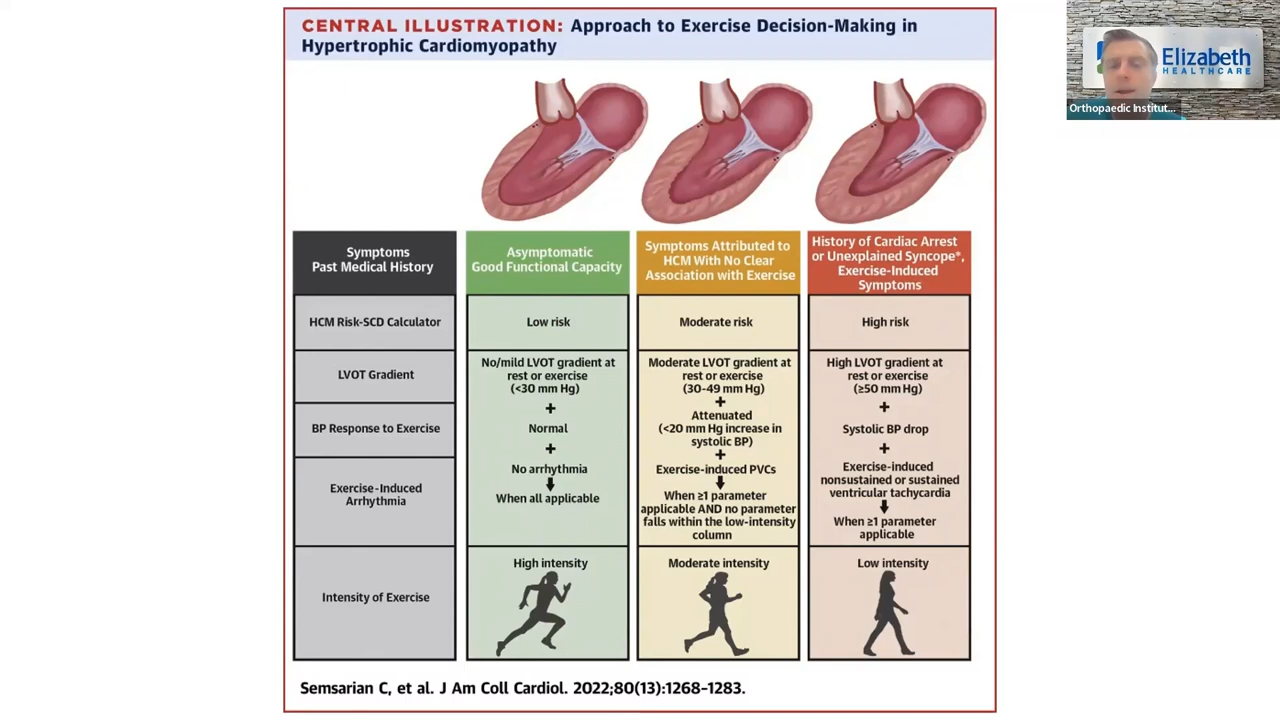 CENTRAL ILLUSTRATION: Approach to Exercise Decision-Making in
Hypertrophic Cardiomyopathy
Elizabeth
HEALTHCARE
Orthopaedic Institut...
Symptoms
Past Medical History
Asymptomatic
Good Functional Capacity
Symptoms Attributed to
HCM With No Clear
Association with Exercise
History of Cardiac Arrest
or Unexplained Syncope*,
Exercise-Induced
Symptoms
HCM Risk-SCD Calculator
Low risk
Moderate risk
High risk
LVOT Gradient
No/mild LVOT gradient at
rest or exercise
(<30 mm Hg)
+
Moderate LVOT gradient at
rest or exercise
(30-49 mm Hg)
+
High LVOT gradient at
rest or exercise
(≥50 mm Hg)
+
BP Response to Exercise
Normal
+
Attenuated
(<20 mm Hg increase in
systolic BP)
+
Systolic BP drop
+
Exercise-Induced
Arrhythmia
No arrhythmia
When all applicable
Exercise-induced PVCs
When ≥1 parameter
applicable AND no parameter
falls within the low-intensity
column
Exercise-induced
nonsustained or sustained
ventricular tachycardia
When ≥1 parameter
applicable
Intensity of Exercise
High intensity
Moderate intensity
Low intensity
Semsarian C, et al. J Am Coll Cardiol. 2022;80(13):1268–1283.